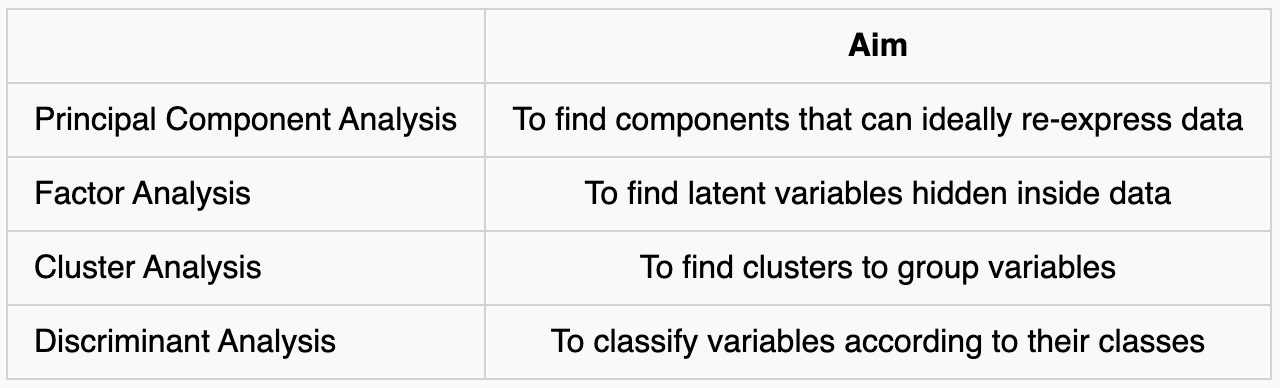 Aim
Principal Component Analysis To find components that can ideally re-express data
Factor Analysis To find latent variables hidden inside data
Cluster Analysis To find clusters to group variables
Discriminant Analysis To classify variables according to their classes